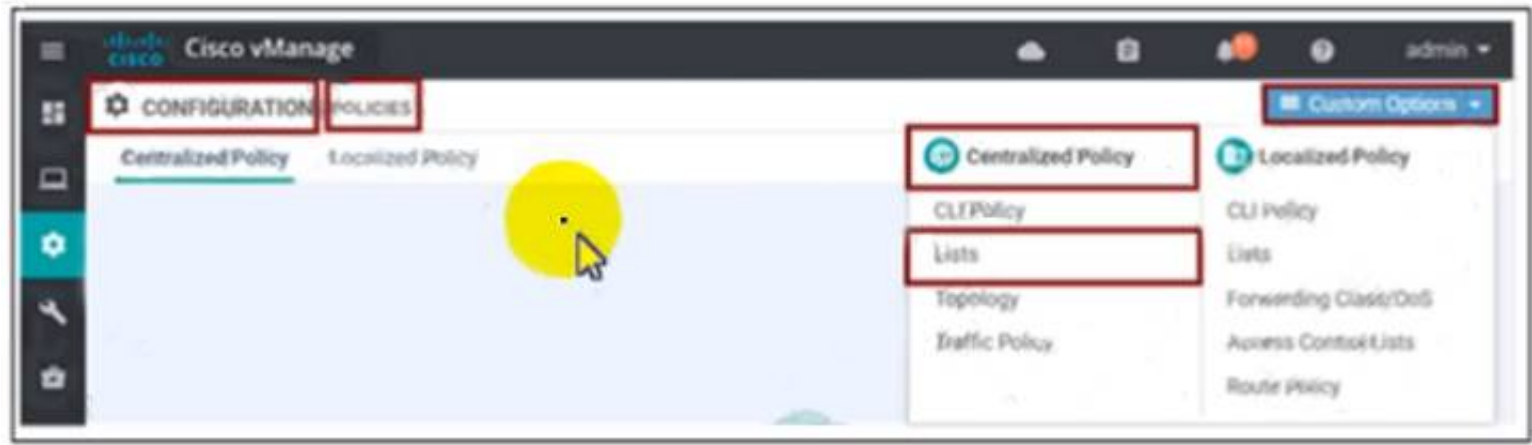 CISCO Cisco vManage admin
CONFIGURATION POLICIES Custom Options
Centralized Policy Localized Policy
Centralized Policy Localized Policy
CLI Policy CLI Policy
Lists Lists
Topology Forwarding Class/QoS
Traffic Policy Access Control Lists
Route Policy